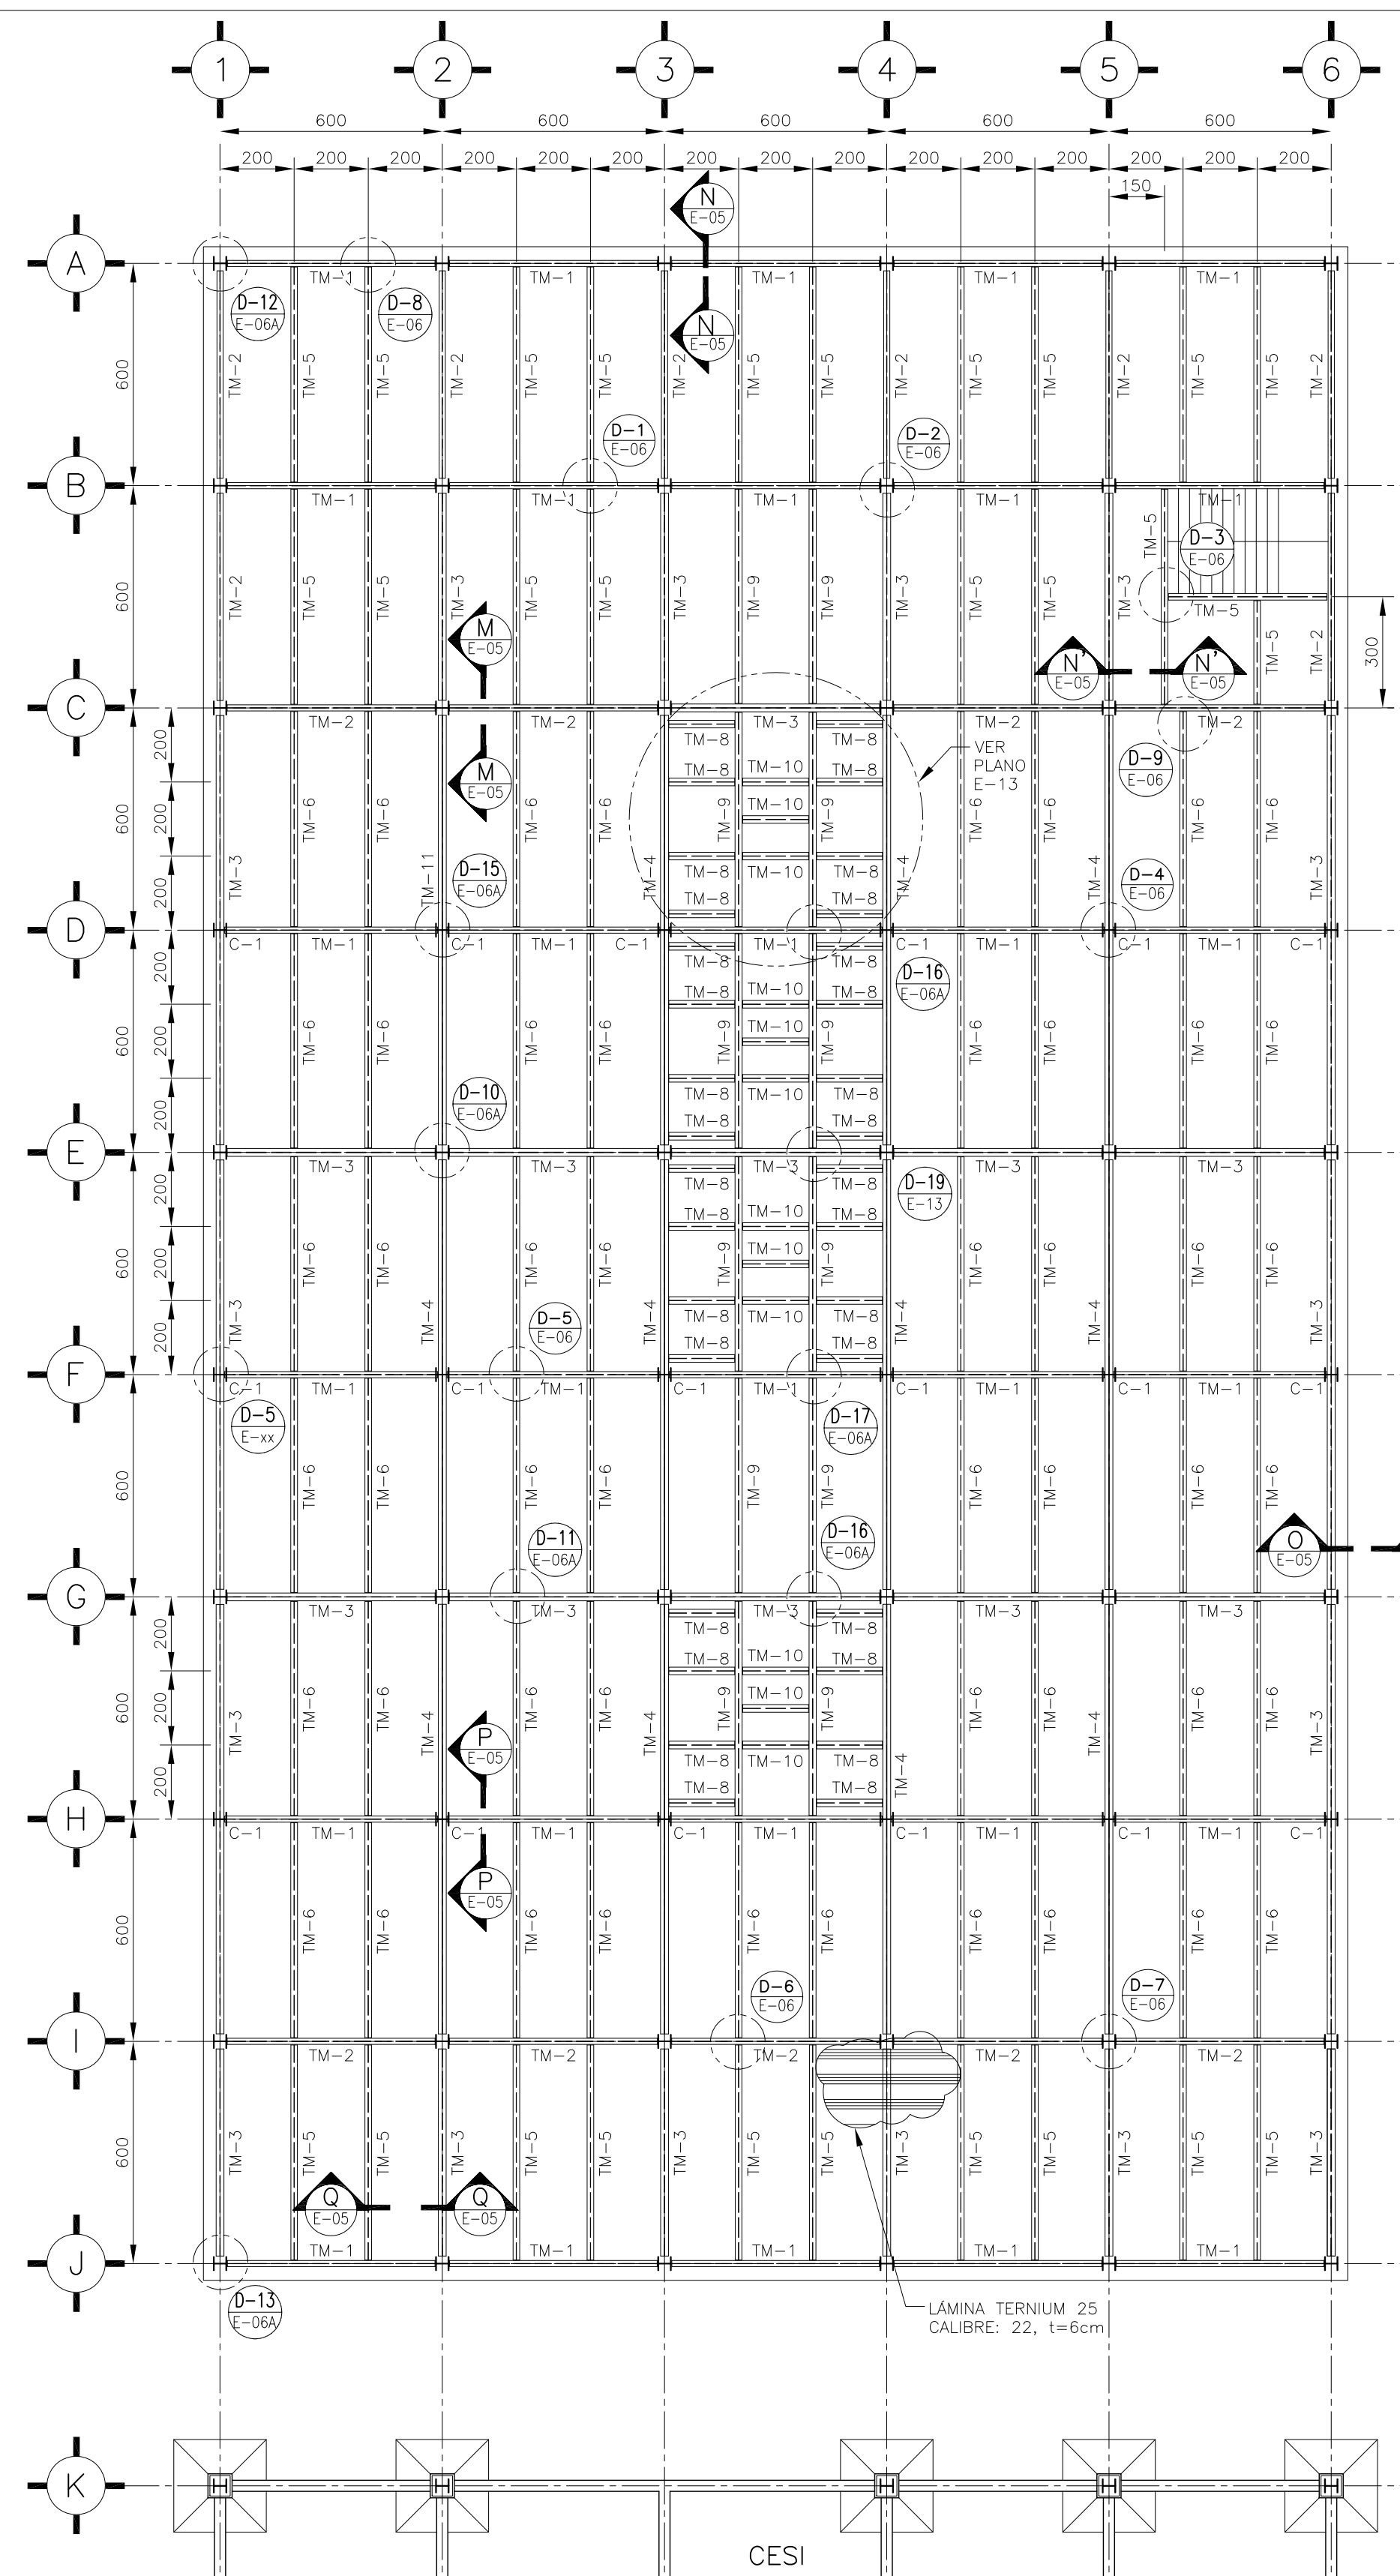 1 2 3 4 5 6
600 600 600 600 600
200 200 200 200 200 200 200 200 200 200 200 200 200 200 200
150
N
E-05
A
TM-1 TM-1 TM-1 TM-1 TM-1
D-12
E-06A
D-8
E-06
N
E-05
600
TM-2 TM-5 TM-5 TM-2 TM-5 TM-5 TM-2 TM-5 TM-5 TM-2 TM-5 TM-5 TM-2 TM-5 TM-5 TM-2
D-1
E-06
D-2
E-06
B
TM-1 TM-1 TM-1 TM-1 TM-1
D-3
E-06
600
TM-2 TM-5 TM-5 TM-3 TM-5 TM-5 TM-3 TM-9 TM-9 TM-3 TM-5 TM-5 TM-3 TM-5
TM-5
TM-5 TM-2
300
M
E-05
N'
E-05
N'
E-05
C
TM-2 TM-2 TM-3 TM-2 TM-2
TM-8 TM-8
200
VER
PLANO
E-13
D-9
E-06
M
E-05
TM-8 TM-10 TM-8
TM-10
600
200
TM-6 TM-6 TM-6 TM-6 TM-9 TM-9 TM-6 TM-6 TM-6 TM-6
TM-3 TM-11 TM-4 TM-4 TM-4 TM-3
D-15
E-06A
D-4
E-06
TM-8 TM-10 TM-8
200
TM-8 TM-8
D
C-1 TM-1 C-1 TM-1 C-1 TM-1 C-1 TM-1 C-1 TM-1 C-1
TM-8 TM-8
200
D-16
E-06A
TM-8 TM-10 TM-8
TM-10
600
200
TM-6 TM-6 TM-6 TM-6 TM-9 TM-9 TM-6 TM-6 TM-6 TM-6
TM-8 TM-10 TM-8
D-10
E-06A
200
TM-8 TM-8
E
TM-3 TM-3 TM-3 TM-3 TM-3
TM-8 TM-8
200
D-19
E-13
TM-8 TM-10 TM-8
TM-10
600
200
TM-6 TM-6 TM-6 TM-6 TM-9 TM-9 TM-6 TM-6 TM-6 TM-6
TM-3 TM-4 TM-4 TM-4 TM-4 TM-3
D-5
E-06
TM-8 TM-10 TM-8
200
TM-8 TM-8
F
C-1 TM-1 C-1 TM-1 C-1 TM-1 C-1 TM-1 C-1 TM-1 C-1
D-5
E-xx
D-17
E-06A
600
TM-6 TM-6 TM-6 TM-6 TM-9 TM-9 TM-6 TM-6 TM-6 TM-6
D-11
E-06A
D-16
E-06A
O
E-05
G
TM-3 TM-3 TM-3 TM-3 TM-3
TM-8 TM-8
200
TM-8 TM-10 TM-8
TM-10
600
200
TM-6 TM-6 TM-6 TM-6 TM-9 TM-9 TM-6 TM-6 TM-6 TM-6
TM-3 TM-4 TM-4 TM-4 TM-4 TM-3
P
E-05
TM-8 TM-10 TM-8
200
TM-8 TM-8
H
C-1 TM-1 C-1 TM-1 C-1 TM-1 C-1 TM-1 C-1 TM-1 C-1
P
E-05
600
TM-6 TM-6 TM-6 TM-6 TM-6 TM-6 TM-6 TM-6 TM-6 TM-6
D-6
E-06
D-7
E-06
I
TM-2 TM-2 TM-2 TM-2 TM-2
600
TM-3 TM-5 TM-5 TM-3 TM-5 TM-5 TM-3 TM-5 TM-5 TM-3 TM-5 TM-5 TM-3 TM-5 TM-5 TM-3
Q
E-05
Q
E-05
TM-1 TM-1 TM-1 TM-1 TM-1
J
D-13
E-06A
LÁMINA TERNIUM 25
CALIBRE: 22, t=6cm
K
CESI